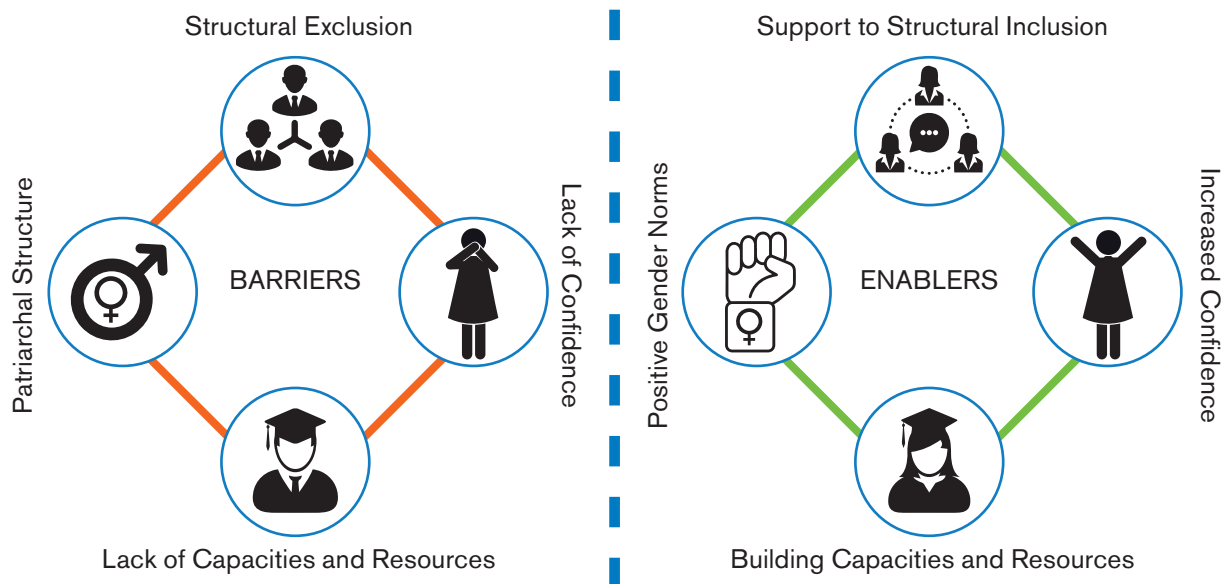 Structural Exclusion
Patriarchal Structure
BARRIERS
Lack of Confidence
Lack of Capacities and Resources
Support to Structural Inclusion
Positive Gender Norms
ENABLERS
Increased Confidence
Building Capacities and Resources